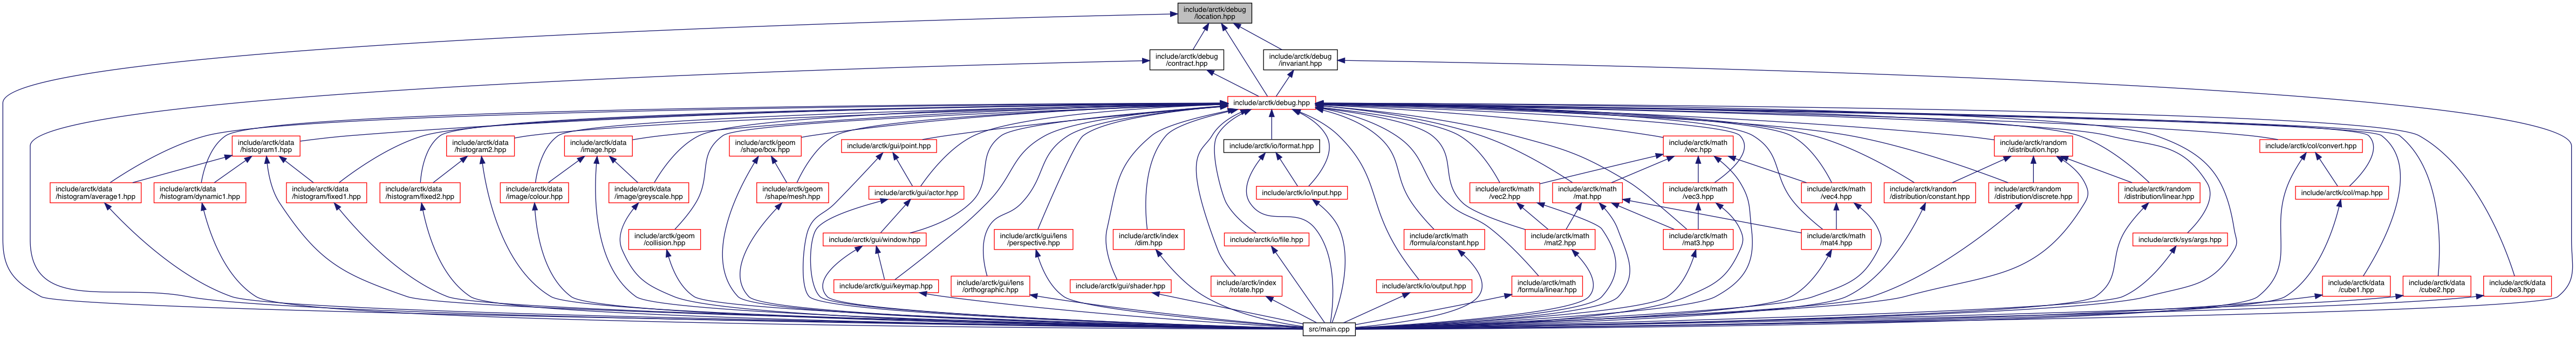 include/arctk/debug
/location.hpp
include/arctk/debug
/contract.hpp
include/arctk/debug
/invariant.hpp
include/arctk/debug.hpp
include/arctk/data
/histogram1.hpp
include/arctk/data
/histogram2.hpp
include/arctk/data
/image.hpp
include/arctk/geom
/shape/box.hpp
include/arctk/gui/point.hpp
include/arctk/io/format.hpp
include/arctk/math
/vec.hpp
include/arctk/random
/distribution.hpp
include/arctk/col/convert.hpp
include/arctk/data
/histogram/average1.hpp
include/arctk/data
/histogram/dynamic1.hpp
include/arctk/data
/histogram/fixed1.hpp
include/arctk/data
/histogram/fixed2.hpp
include/arctk/data
/image/colour.hpp
include/arctk/data
/image/greyscale.hpp
include/arctk/geom
/shape/mesh.hpp
include/arctk/gui/actor.hpp
include/arctk/io/input.hpp
include/arctk/math
/vec2.hpp
include/arctk/math
/mat.hpp
include/arctk/math
/vec3.hpp
include/arctk/math
/vec4.hpp
include/arctk/random
/distribution/constant.hpp
include/arctk/random
/distribution/discrete.hpp
include/arctk/random
/distribution/linear.hpp
include/arctk/col/map.hpp
include/arctk/geom
/collision.hpp
include/arctk/gui/window.hpp
include/arctk/gui/lens
/perspective.hpp
include/arctk/index
/dim.hpp
include/arctk/io/file.hpp
include/arctk/math
/formula/constant.hpp
include/arctk/math
/mat2.hpp
include/arctk/math
/mat3.hpp
include/arctk/math
/mat4.hpp
include/arctk/sys/args.hpp
include/arctk/gui/keymap.hpp
include/arctk/gui/lens
/orthographic.hpp
include/arctk/gui/shader.hpp
include/arctk/index
/rotate.hpp
include/arctk/io/output.hpp
include/arctk/math
/formula/linear.hpp
include/arctk/data
/cube1.hpp
include/arctk/data
/cube2.hpp
include/arctk/data
/cube3.hpp
src/main.cpp